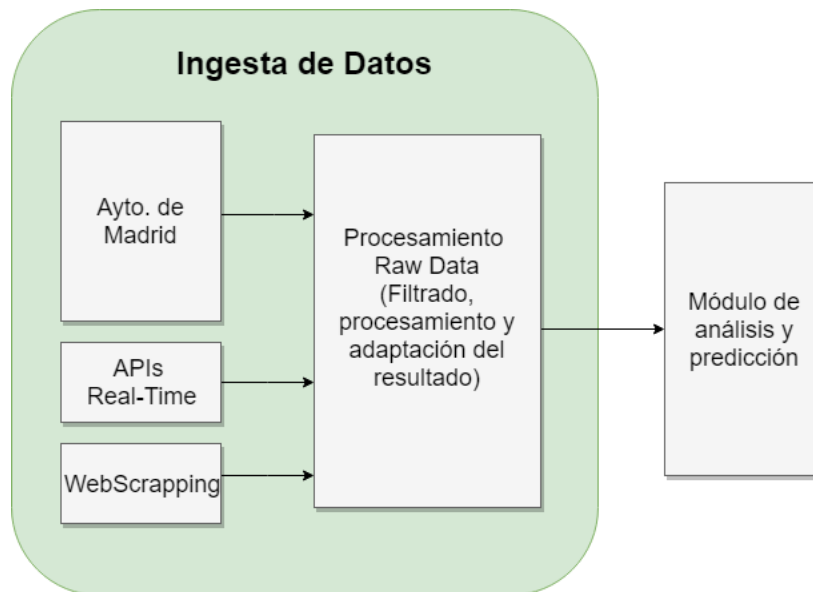 Ingesta de Datos
Ayto. de
Madrid
APIs
Real-Time
WebScrapping
Procesamiento
Raw Data
(Filtrado,
procesamiento y
adaptación del
resultado)
Módulo de
análisis y
predicción